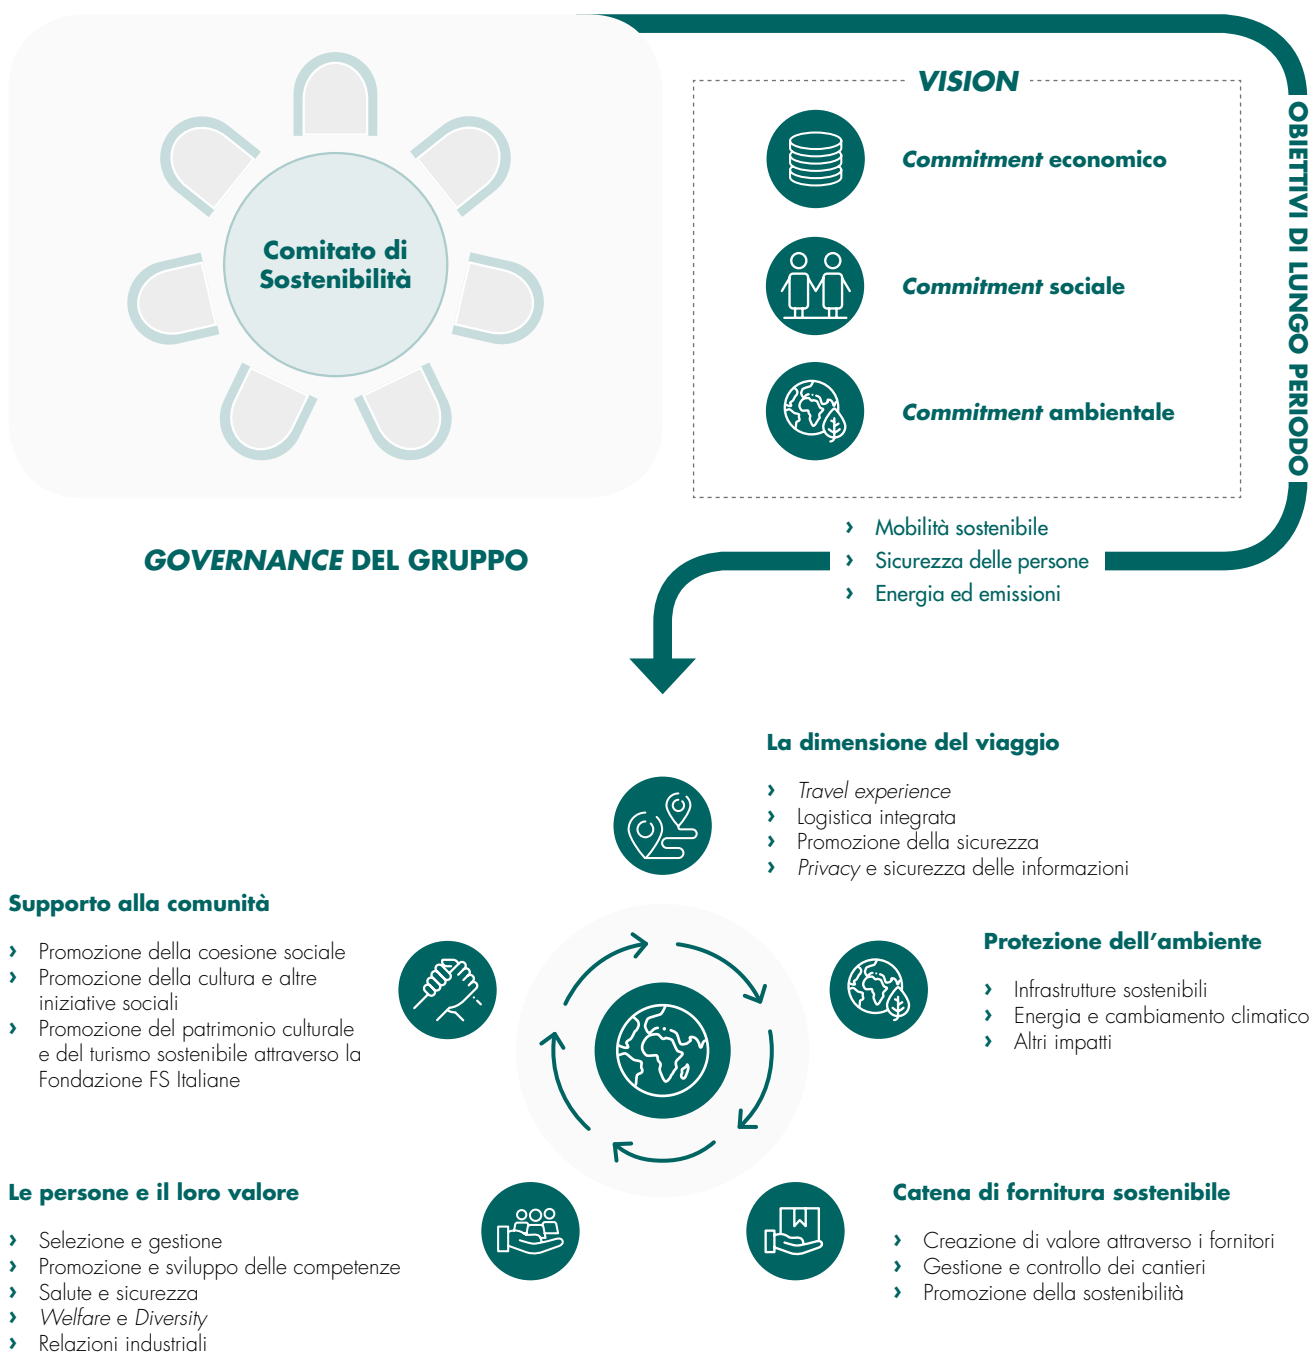 Comitato di
Sostenibilità
GOVERNANCE DEL GRUPPO
VISION
Commitment economico
Commitment sociale
Commitment ambientale
OBIETTIVI DI LUNGO PERIODO
› Mobilità sostenibile
› Sicurezza delle persone
› Energia ed emissioni
La dimensione del viaggio
› Travel experience
› Logistica integrata
› Promozione della sicurezza
› Privacy e sicurezza delle informazioni
Supporto alla comunità
› Promozione della coesione sociale
› Promozione della cultura e altre
iniziative sociali
› Promozione del patrimonio culturale
e del turismo sostenibile attraverso la
Fondazione FS Italiane
Protezione dell’ambiente
› Infrastrutture sostenibili
› Energia e cambiamento climatico
› Altri impatti
Le persone e il loro valore
› Selezione e gestione
› Promozione e sviluppo delle competenze
› Salute e sicurezza
› Welfare e Diversity
› Relazioni industriali
Catena di fornitura sostenibile
› Creazione di valore attraverso i fornitori
› Gestione e controllo dei cantieri
› Promozione della sostenibilità